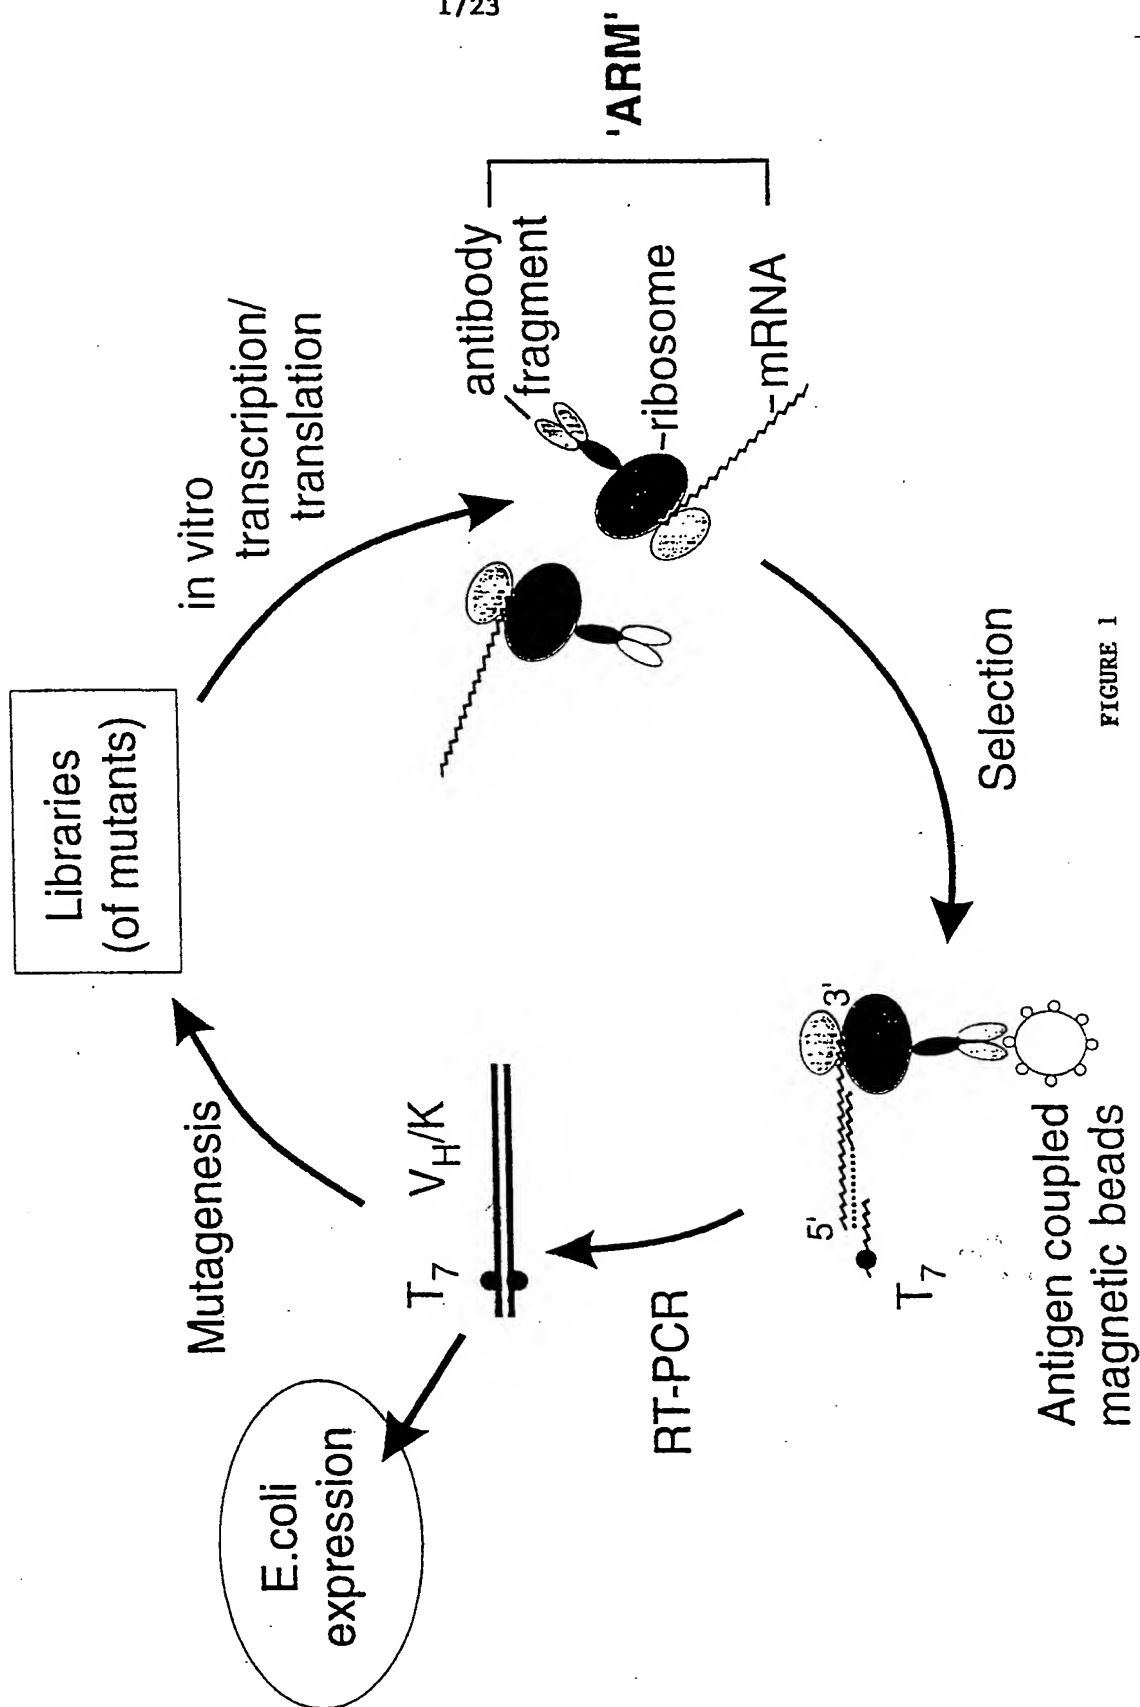 1/23
Libraries
(of mutants)
in vitro
transcription/
translation
antibody
fragment
-ribosome
-mRNA
'ARM'
Selection
3'
5'
T7
Antigen coupled
magnetic beads
RT-PCR
T7 VH/K
Mutagenesis
E.coli
expression
FIGURE 1